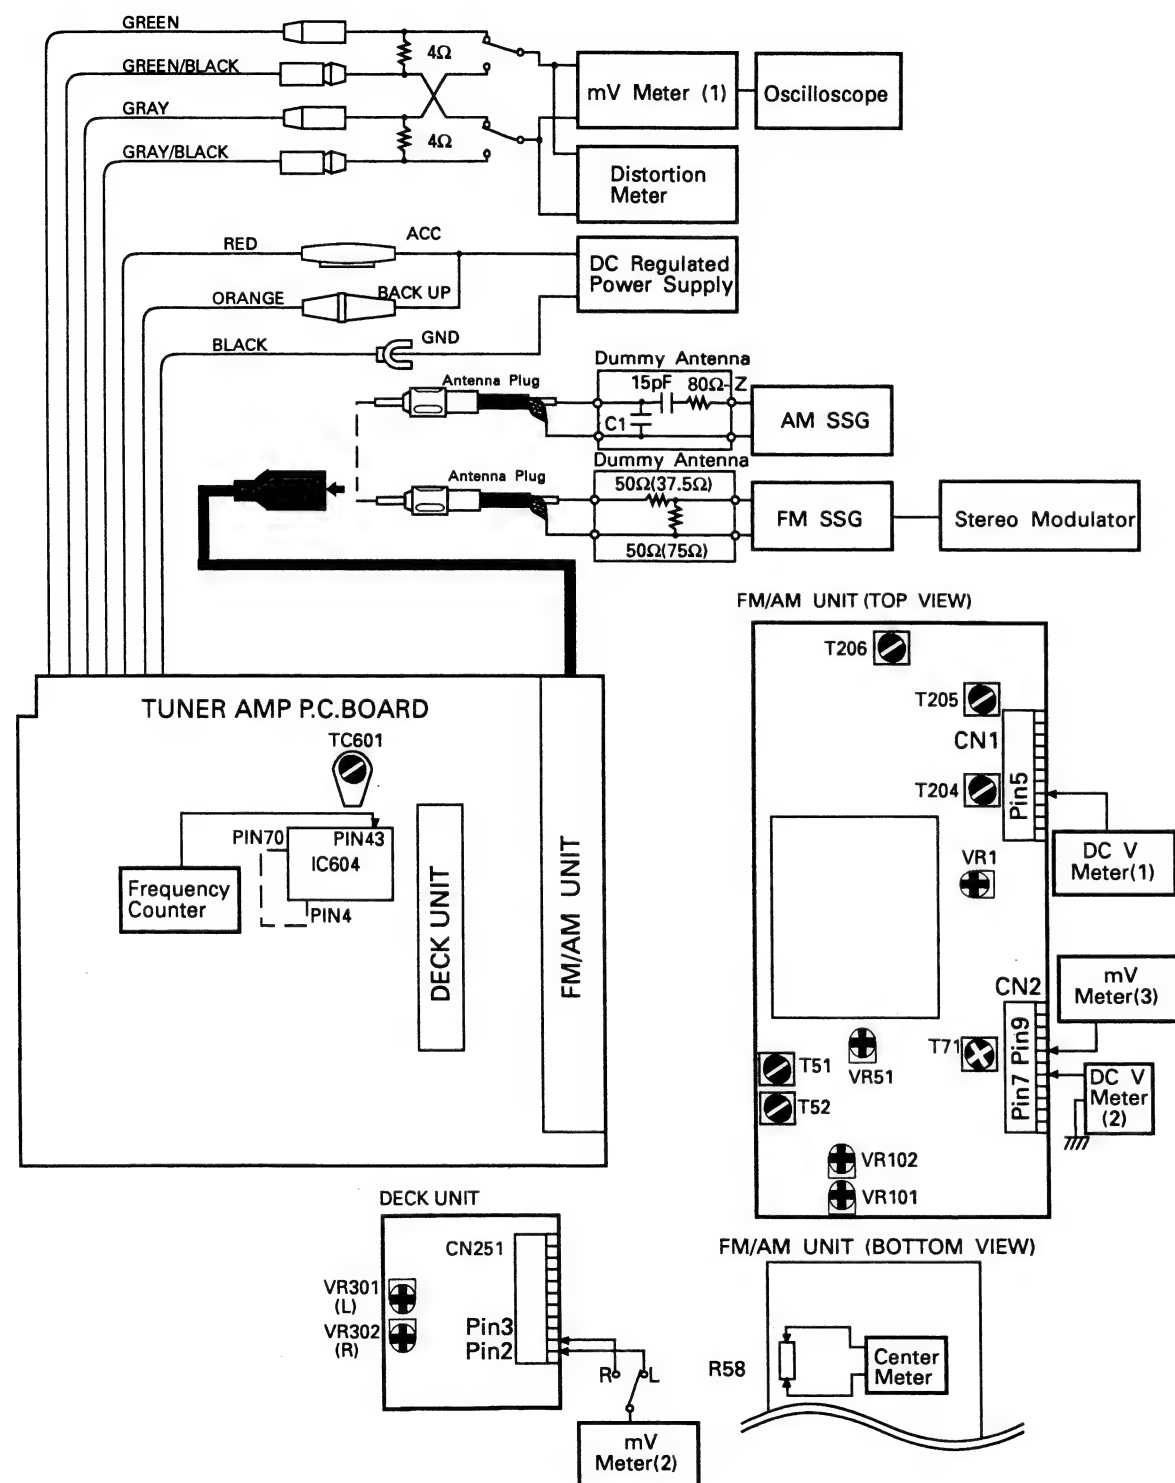 GREEN
4Ω
GREEN/BLACK
mV Meter (1)
Oscilloscope
GRAY
4Ω
GRAY/BLACK
Distortion
Meter
RED
ACC
DC Regulated
Power Supply
ORANGE
BACK UP
BLACK
GND
Dummy Antenna
Antenna Plug
15pF
80Ω-Z
C1
AM SSG
Dummy Antenna
Antenna Plug
50Ω(37.5Ω)
50Ω(75Ω)
FM SSG
Stereo Modulator
TUNER AMP P.C.BOARD
TC601
PIN70
PIN43
IC604
PIN4
Frequency
Counter
DECK UNIT
FM/AM UNIT
FM/AM UNIT (TOP VIEW)
T206
T205
CN1
T204
Pin5
DC V
Meter(1)
VR1
CN2
mV
Meter(3)
Pin9
Pin7
T71
VR51
T51
T52
DC V
Meter
(2)
VR102
VR101
DECK UNIT
CN251
VR301
(L)
VR302
(R)
Pin3
Pin2
R
L
mV
Meter(2)
FM/AM UNIT (BOTTOM VIEW)
R58
Center
Meter